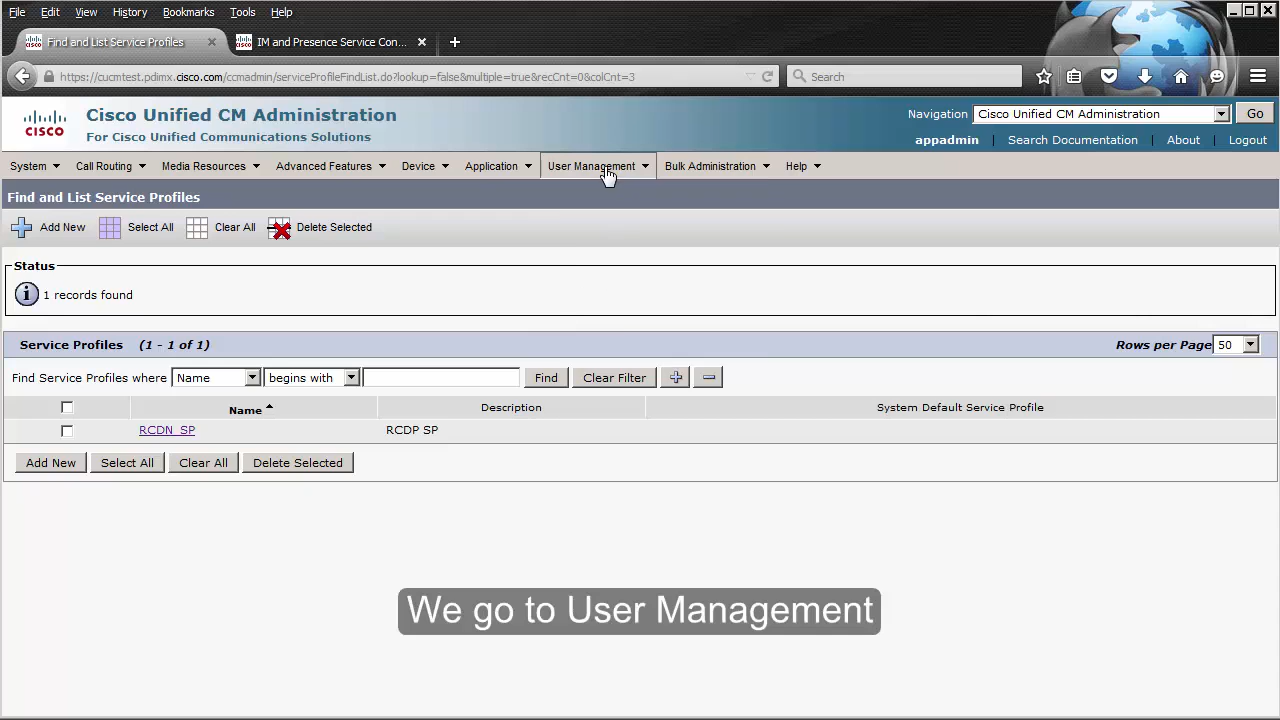 File Edit View History Bookmarks Tools Help
Find and List Service Profiles
IM and Presence Service Con...
https://cucmtest.pdimx.cisco.com/ccmadmin/serviceProfileFindList.do?lookup=false&multiple=true&recCnt=0&colCnt=3
Search
CISCO
Cisco Unified CM Administration
For Cisco Unified Communications Solutions
Navigation Cisco Unified CM Administration Go
appadmin Search Documentation About Logout
System Call Routing Media Resources Advanced Features Device Application User Management Bulk Administration Help
Find and List Service Profiles
Add New Select All Clear All Delete Selected
Status
1 records found
Service Profiles (1 - 1 of 1) Rows per Page 50
Find Service Profiles where Name begins with Find Clear Filter
Name Description System Default Service Profile
RCDN_SP RCDP SP
Add New Select All Clear All Delete Selected
We go to User Management